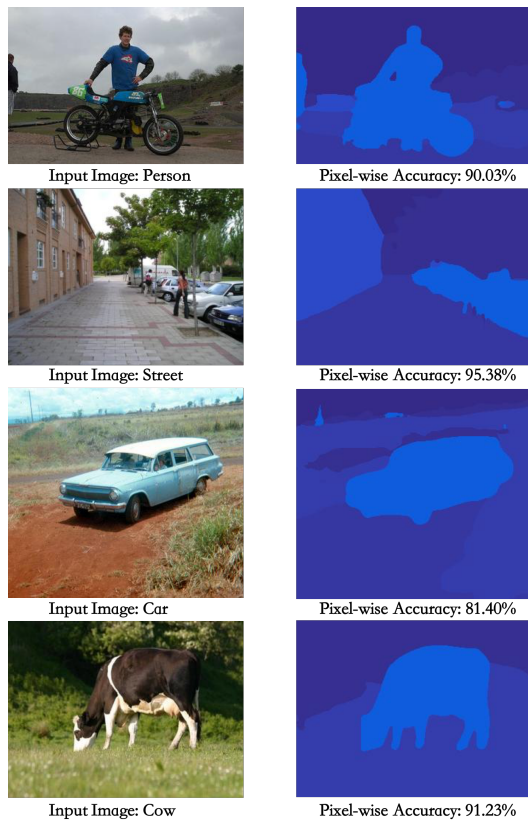 Input Image: Person
Pixel-wise Accuracy: 90.03%
Input Image: Street
Pixel-wise Accuracy: 95.38%
Input Image: Car
Pixel-wise Accuracy: 81.40%
Input Image: Cow
Pixel-wise Accuracy: 91.23%